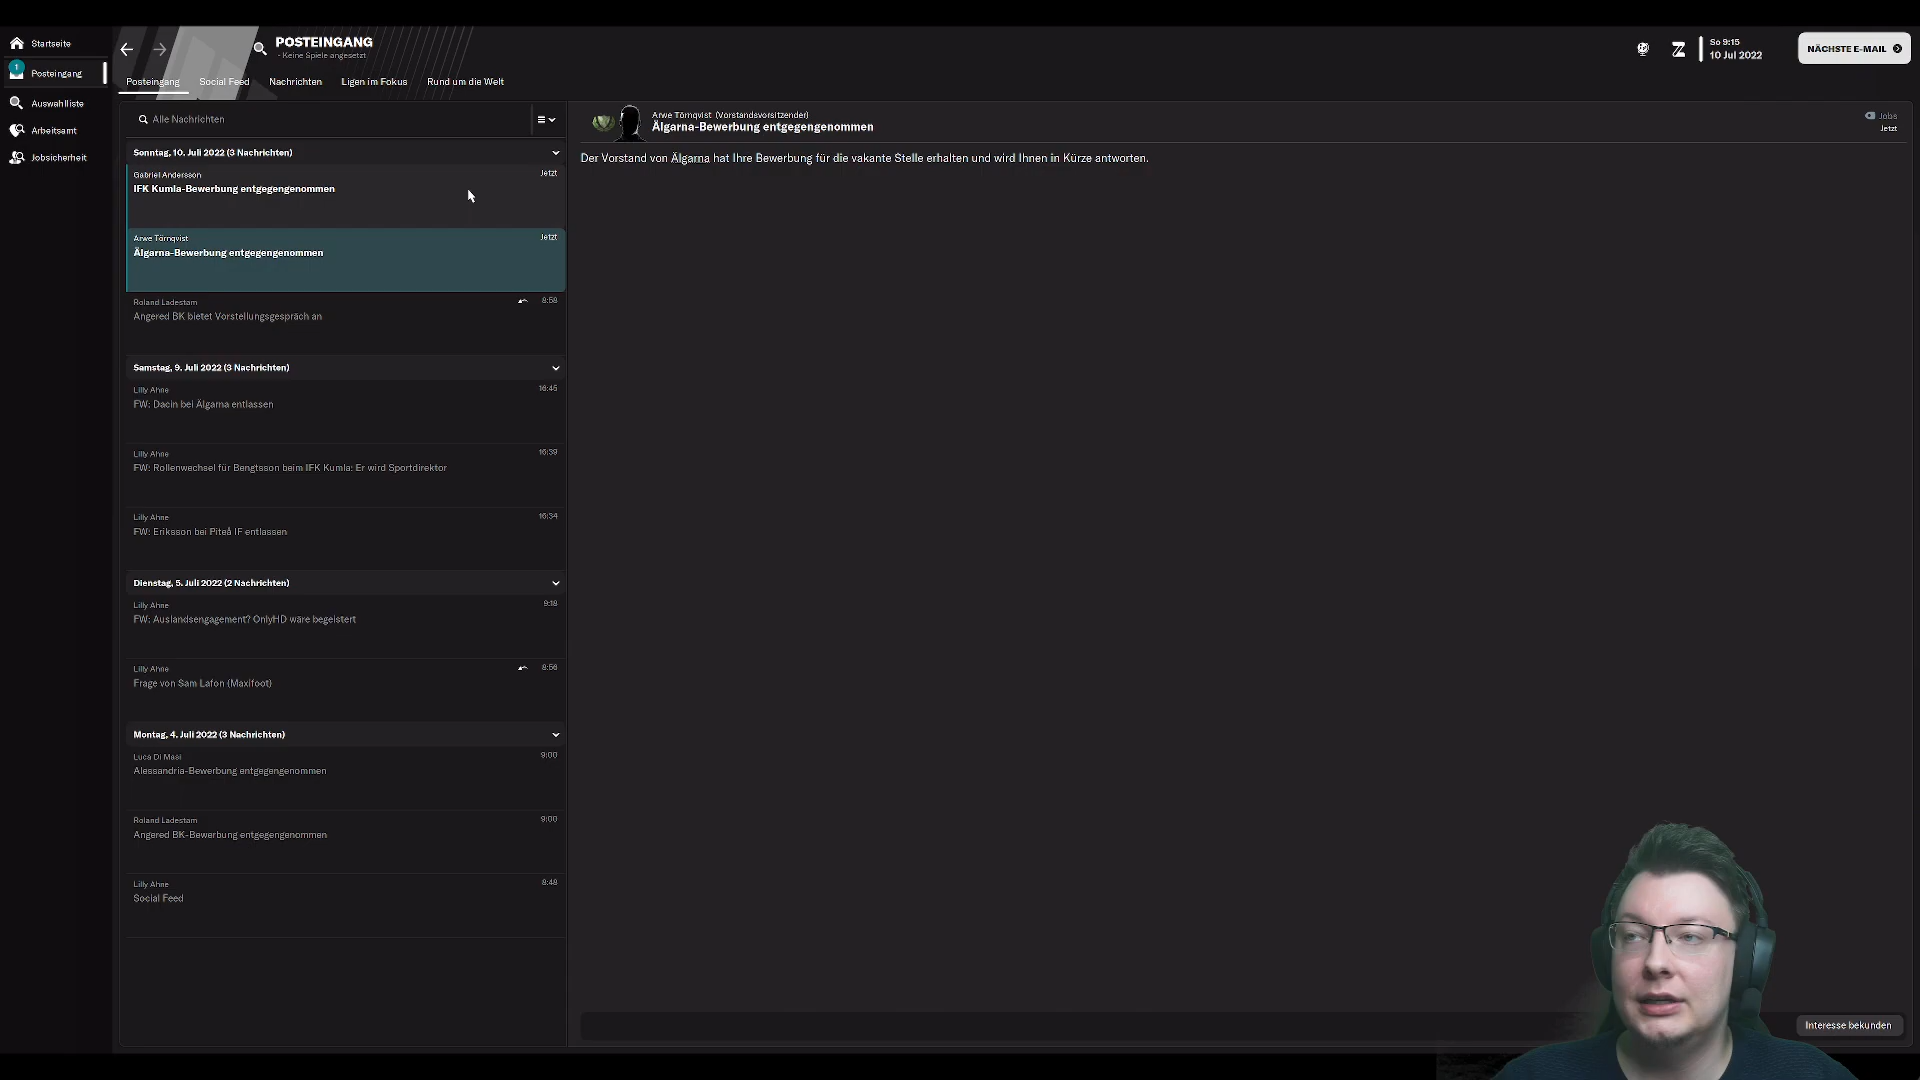 Startseite
1
Posteingang
Auswahlliste
Arbeitsamt
Jobsicherheit
POSTEINGANG
- Keine Spiele angesetzt
Posteingang
Social Feed
Nachrichten
Ligen im Fokus
Rund um die Welt
So 9:15
10 Jul 2022
NÄCHSTE E-MAIL
Alle Nachrichten
Sonntag, 10. Juli 2022 (3 Nachrichten)
Gabriel Andersson
Jetzt
IFK Kumla-Bewerbung entgegengenommen
Arwe Törnqvist
Jetzt
Älgarna-Bewerbung entgegengenommen
Roland Ladestam
8:58
Angered BK bietet Vorstellungsgespräch an
Samstag, 9. Juli 2022 (3 Nachrichten)
Lilly Ahne
16:45
FW: Dacin bei Älgarna entlassen
Lilly Ahne
16:39
FW: Rollenwechsel für Bengtsson beim IFK Kumla: Er wird Sportdirektor
Lilly Ahne
16:34
FW: Eriksson bei Piteå IF entlassen
Dienstag, 5. Juli 2022 (2 Nachrichten)
Lilly Ahne
9:18
FW: Auslandsengagement? OnlyHD wäre begeistert
Lilly Ahne
8:56
Frage von Sam Lafon (Maxifoot)
Montag, 4. Juli 2022 (3 Nachrichten)
Luca Di Masi
9:00
Alessandria-Bewerbung entgegengenommen
Roland Ladestam
9:00
Angered BK-Bewerbung entgegengenommen
Lilly Ahne
8:48
Social Feed
Arwe Törnqvist (Vorstandsvorsitzender)
Älgarna-Bewerbung entgegengenommen
Jobs
Jetzt
Der Vorstand von Älgarna hat Ihre Bewerbung für die vakante Stelle erhalten und wird Ihnen in Kürze antworten.
Interesse bekunden